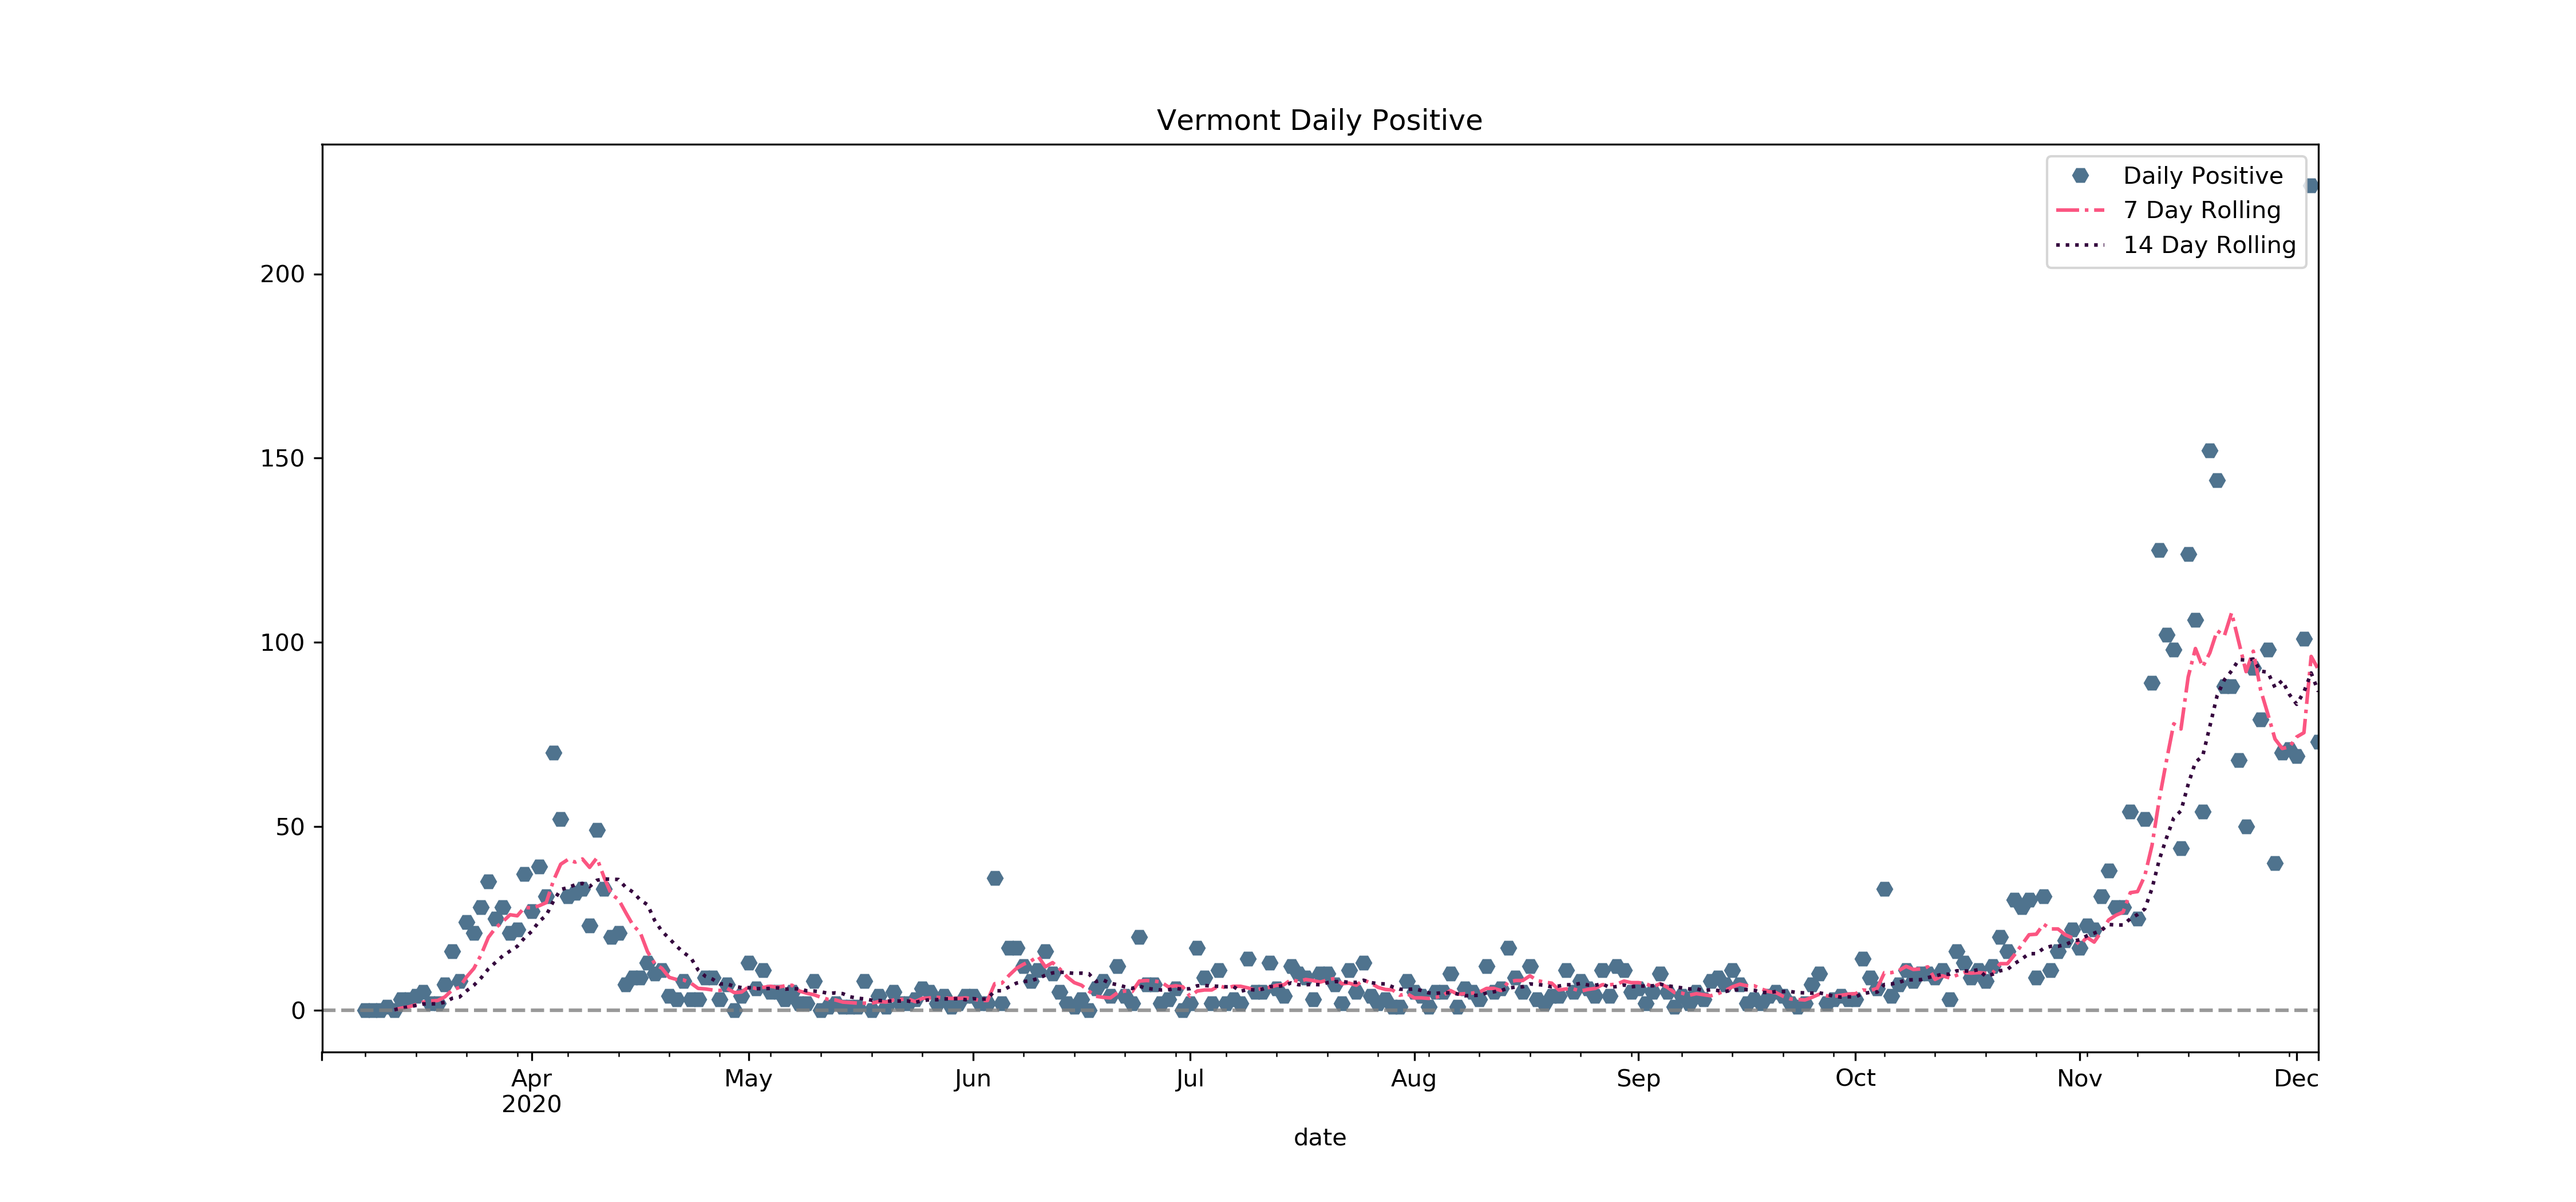 Vermont Daily Positive
Daily Positive
7 Day Rolling
14 Day Rolling
200
150
100
50
0
Apr May Jun Jul Aug Sep Oct Nov Dec
2020
date